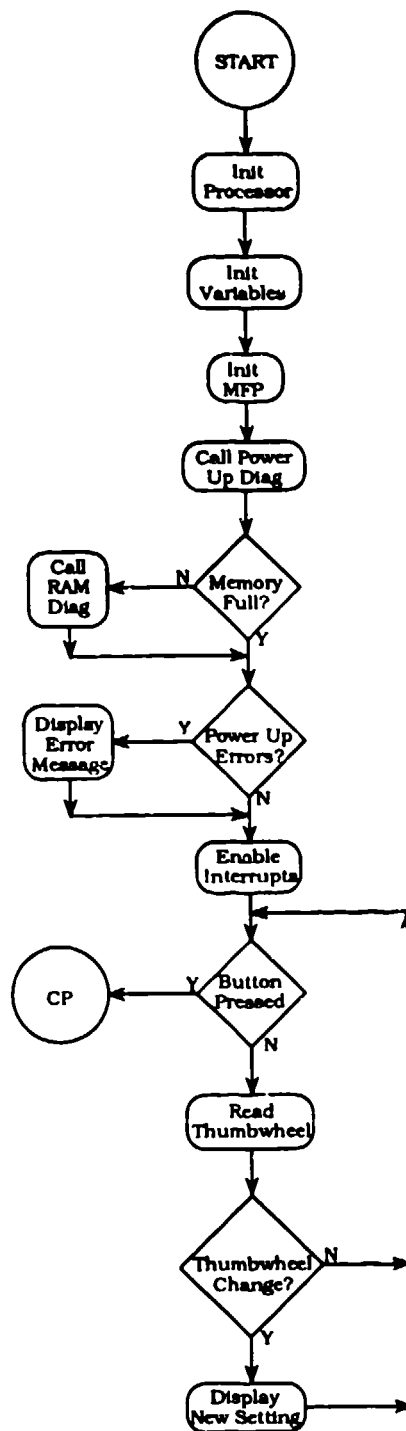 START
Init
Processor
Init
Variables
Init
MFP
Call Power
Up Diag
Call
RAM
Diag
N
Memory
Full?
Y
Display
Error
Message
Y
Power Up
Errors?
N
Enable
Interrupts
CP
Y
Button
Pressed
N
Read
Thumbwheel
Thumbwheel
Change?
N
Y
Display
New Setting